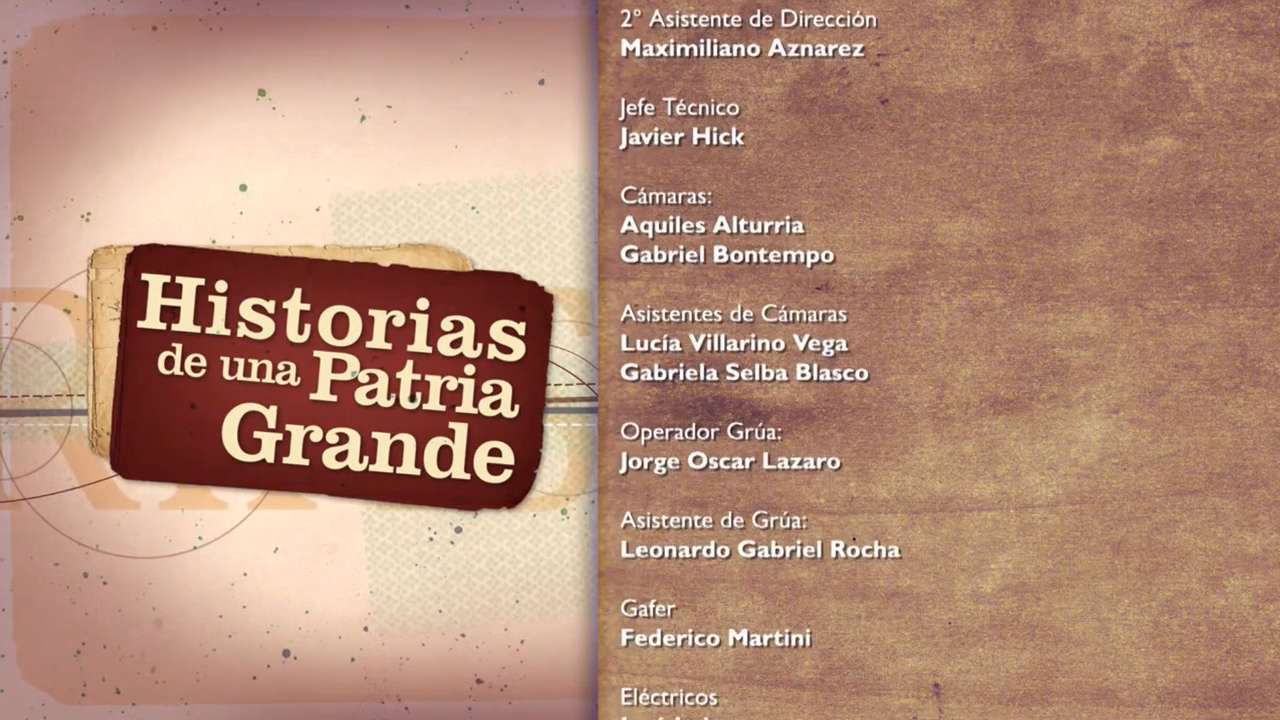 Historias
de una Patria
Grande
2° Asistente de Dirección
Maximiliano Aznarez
Jefe Técnico
Javier Hick
Cámaras:
Aquiles Alturria
Gabriel Bontempo
Asistentes de Cámaras
Lucía Villarino Vega
Gabriela Selba Blasco
Operador Grúa:
Jorge Oscar Lazaro
Asistente de Grúa:
Leonardo Gabriel Rocha
Gafer
Federico Martini
Eléctricos